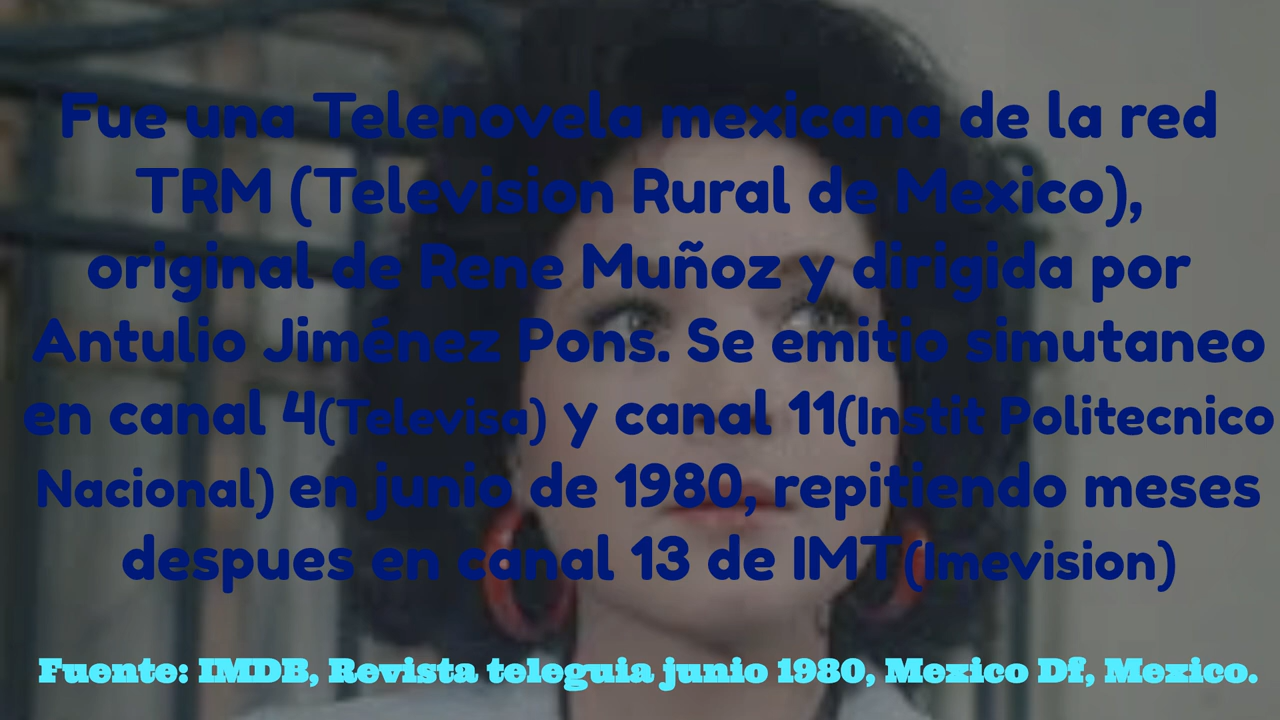 Fue una Telenovela mexicana de la red
TRM (Television Rural de Mexico),
original de Rene Muñoz y dirigida por
Antulio Jiménez Pons. Se emitio simutaneo
en canal 4(Televisa) y canal 11(Instit Politecnico
Nacional) en junio de 1980, repitiendo meses
despues en canal 13 de IMT(Imevision)
Fuente: IMDB, Revista teleguia junio 1980, Mexico Df, Mexico.